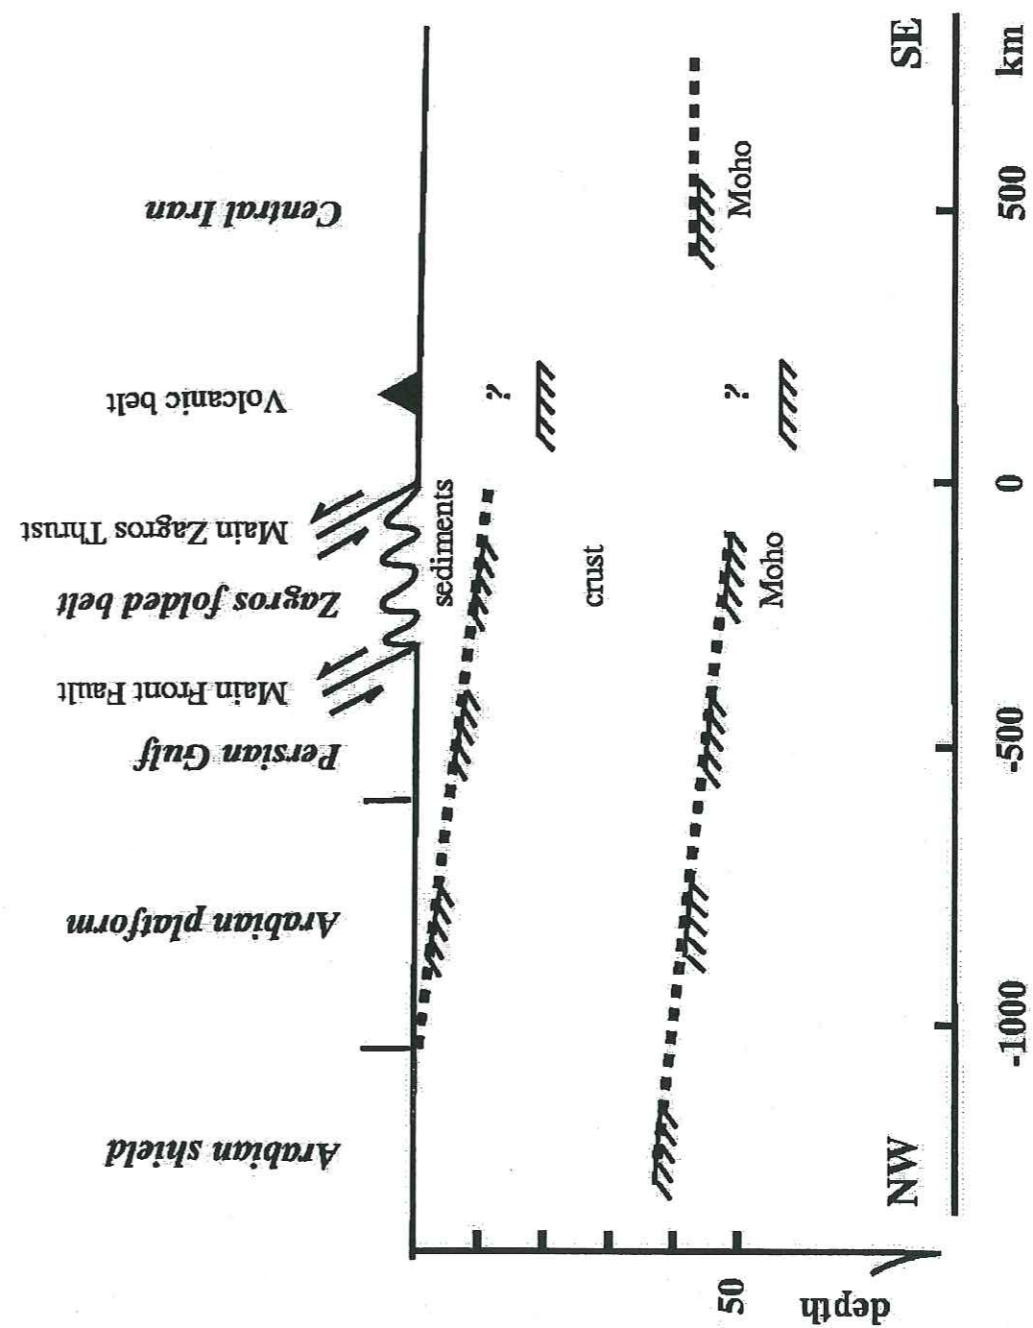 Arabian shield
Arabian platform
Persian Gulf
Main Front Fault
Zagros folded belt
Main Zagros Thrust
Volcanic belt
Central Iran
sediments
?
crust
?
Moho
Moho
50
depth
NW
SE
-1000
-500
0
500
km